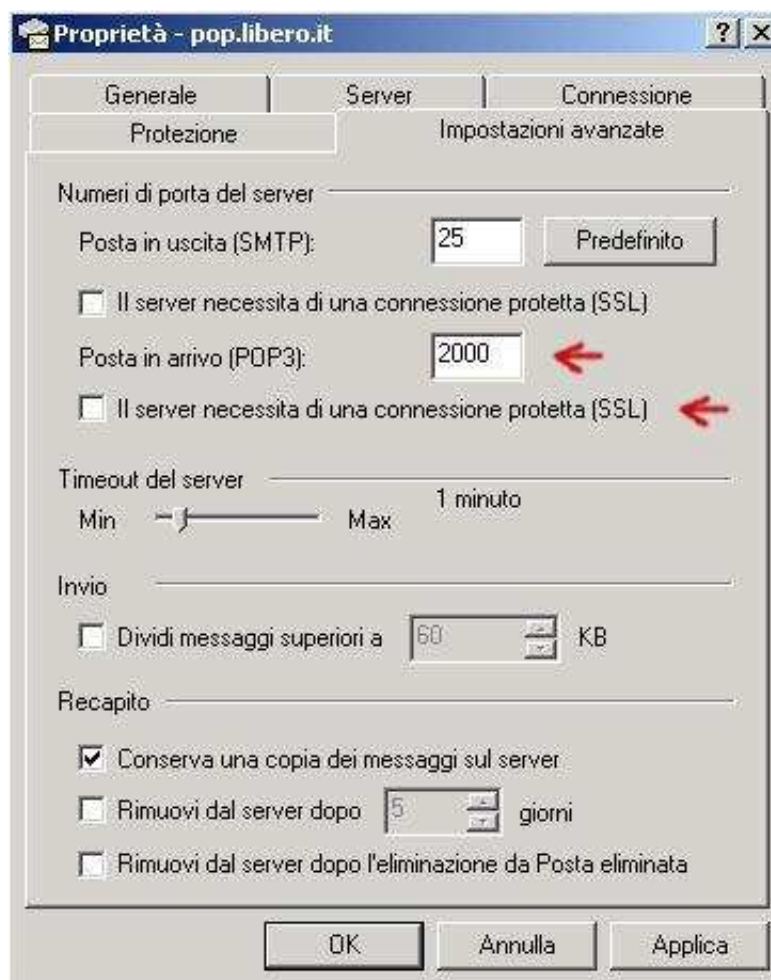 Proprietà - pop.libero.it
Generale Server Connessione
Protezione Impostazioni avanzate
Numeri di porta del server
Posta in uscita (SMTP): 25 Predefinito
Il server necessita di una connessione protetta (SSL)
Posta in arrivo (POP3): 2000
Il server necessita di una connessione protetta (SSL)
Timeout del server
Min Max 1 minuto
Invio
Dividi messaggi superiori a 60 KB
Recapito
Conserva una copia dei messaggi sul server
Rimuovi dal server dopo 5 giorni
Rimuovi dal server dopo l'eliminazione da Posta eliminata
OK Annulla Applica